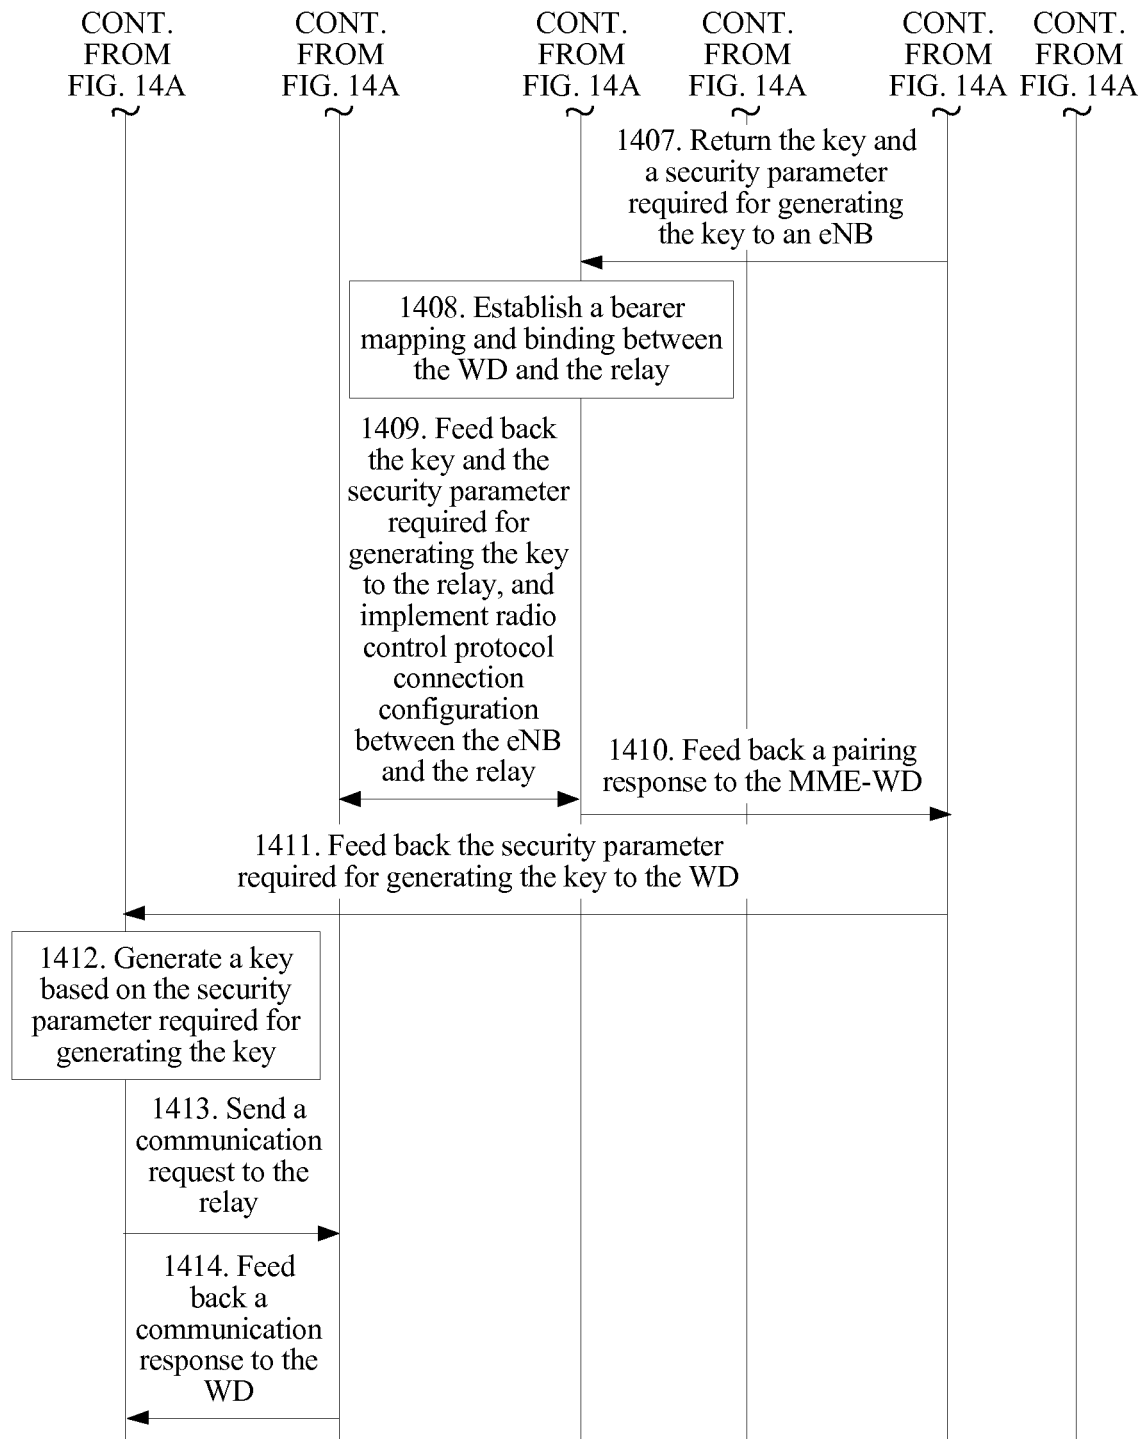 CONT. FROM FIG. 14A
CONT. FROM FIG. 14A
CONT. FROM FIG. 14A
CONT. FROM FIG. 14A
CONT. FROM FIG. 14A
CONT. FROM FIG. 14A
1407. Return the key and
a security parameter
required for generating
the key to an eNB
1408. Establish a bearer
mapping and binding between
the WD and the relay
1409. Feed back
the key and the
security parameter
required for
generating the key
to the relay, and
implement radio
control protocol
connection
configuration
between the eNB
and the relay
1410. Feed back a pairing
response to the MME-WD
1411. Feed back the security parameter
required for generating the key to the WD
1412. Generate a key
based on the security
parameter required for
generating the key
1413. Send a
communication
request to the
relay
1414. Feed
back a
communication
response to the
WD